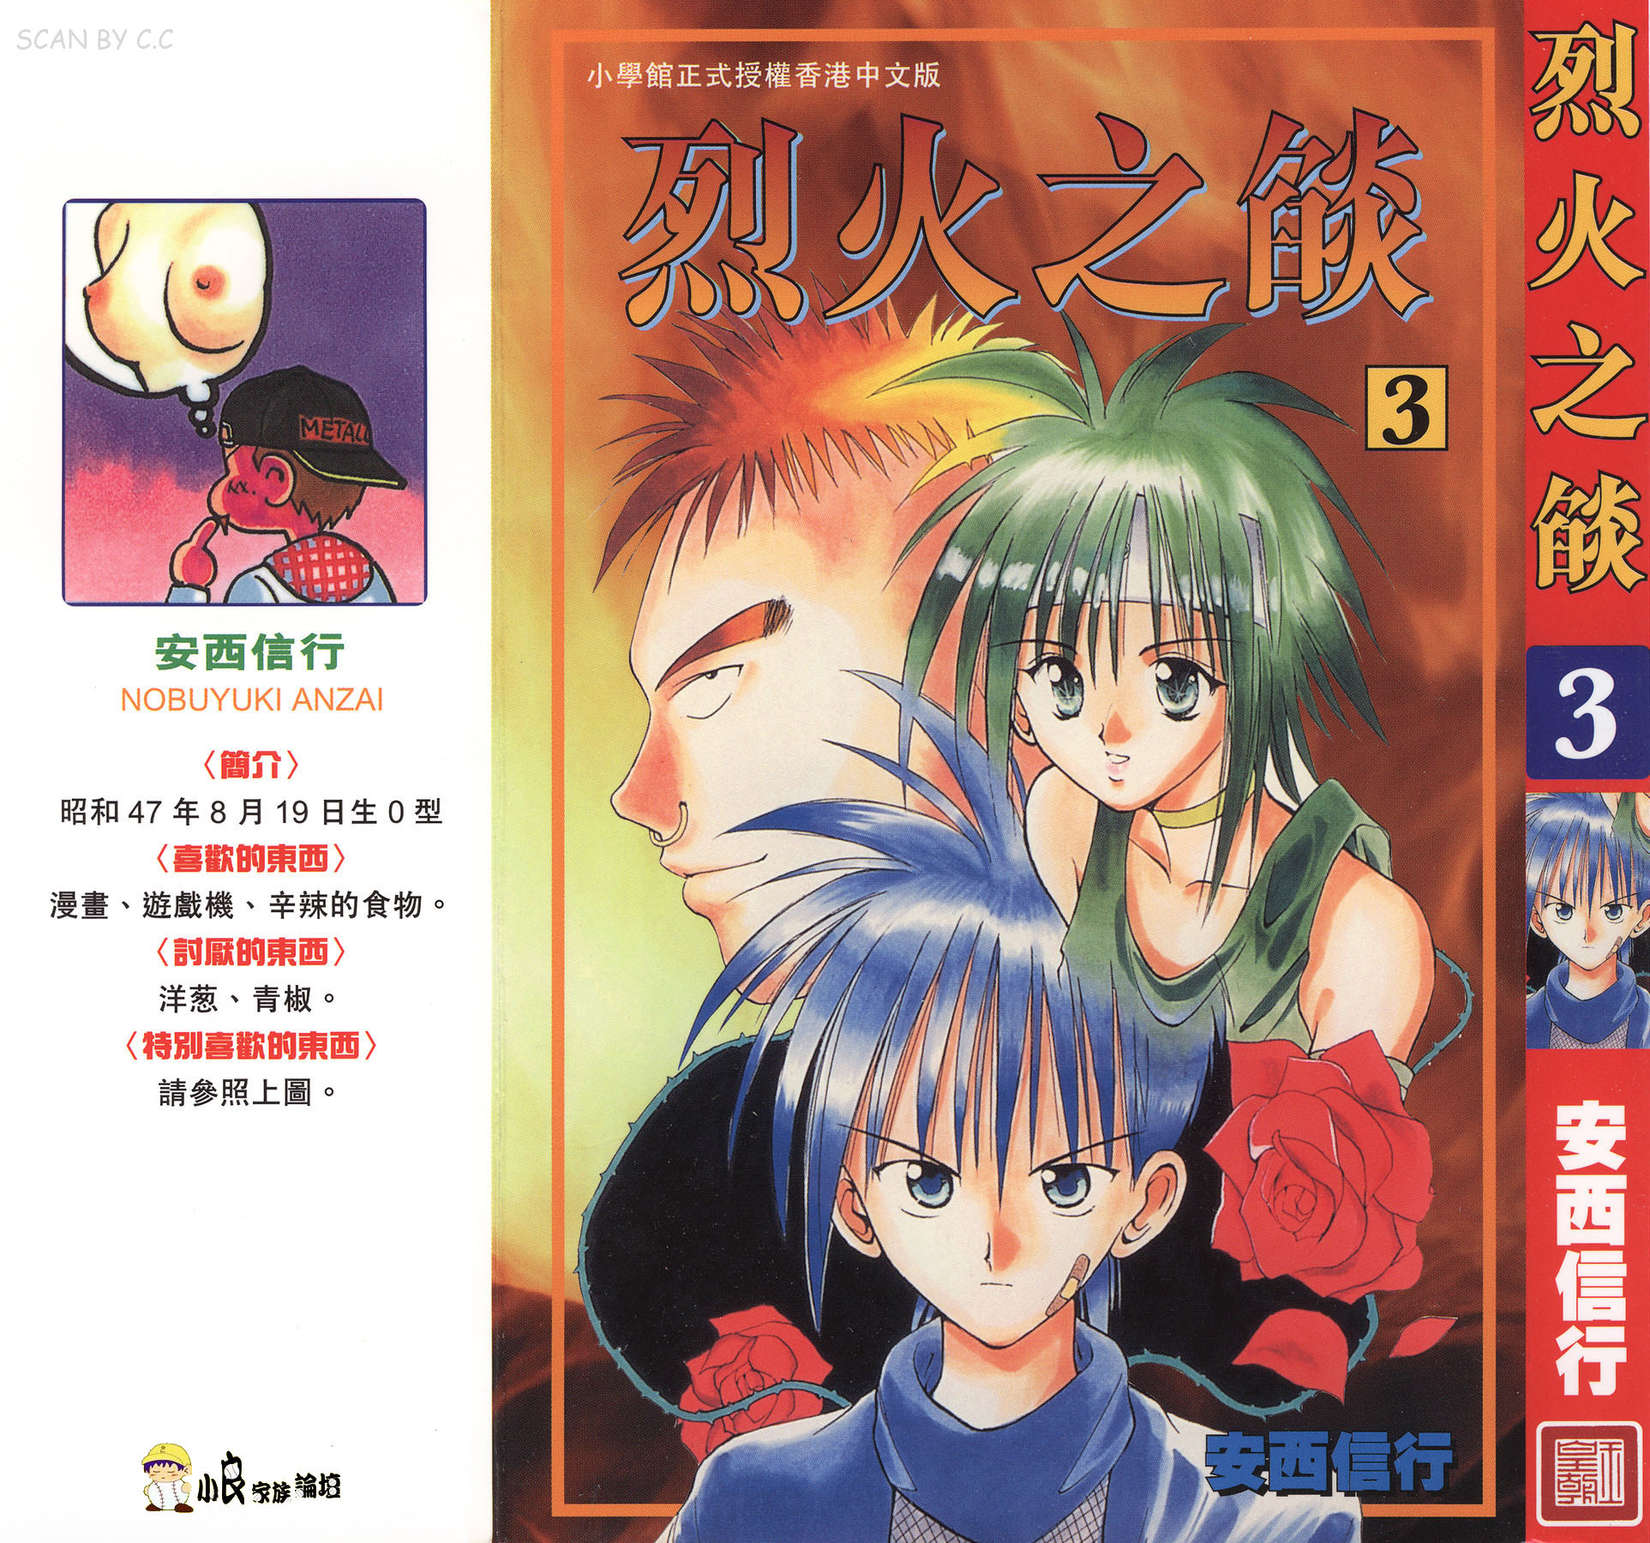 SCAN BY C.C
METALL
安西信行
NOBUYUKI ANZAI
〈簡介〉
昭和47年8月19日生O型
〈喜歡的東西〉
漫畫、遊戲機、辛辣的食物。
〈討厭的東西〉
洋葱、青椒。
〈特別喜歡的東西〉
請參照上圖。
小良家族論壇
小學館正式授權香港中文版
烈火之燄
3
安西信行
烈火之燄
3
安西信行